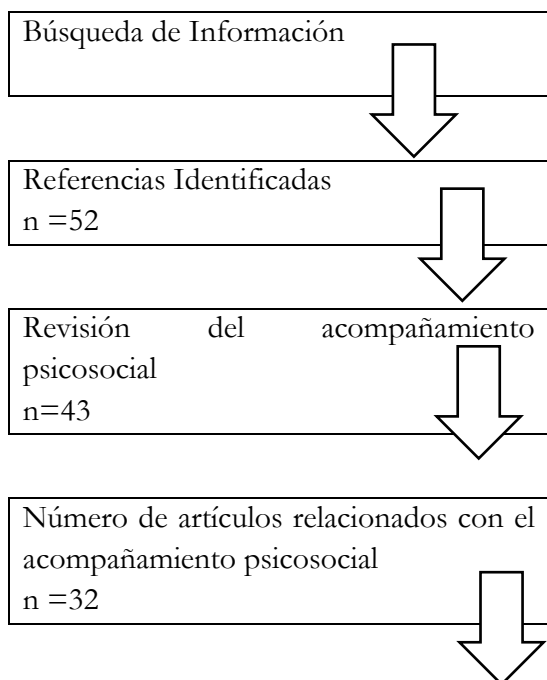 Búsqueda de Información
Referencias Identificadas
n =52
Revisión del acompañamiento
psicosocial
n=43
Número de artículos relacionados con el
acompañamiento psicosocial
n =32